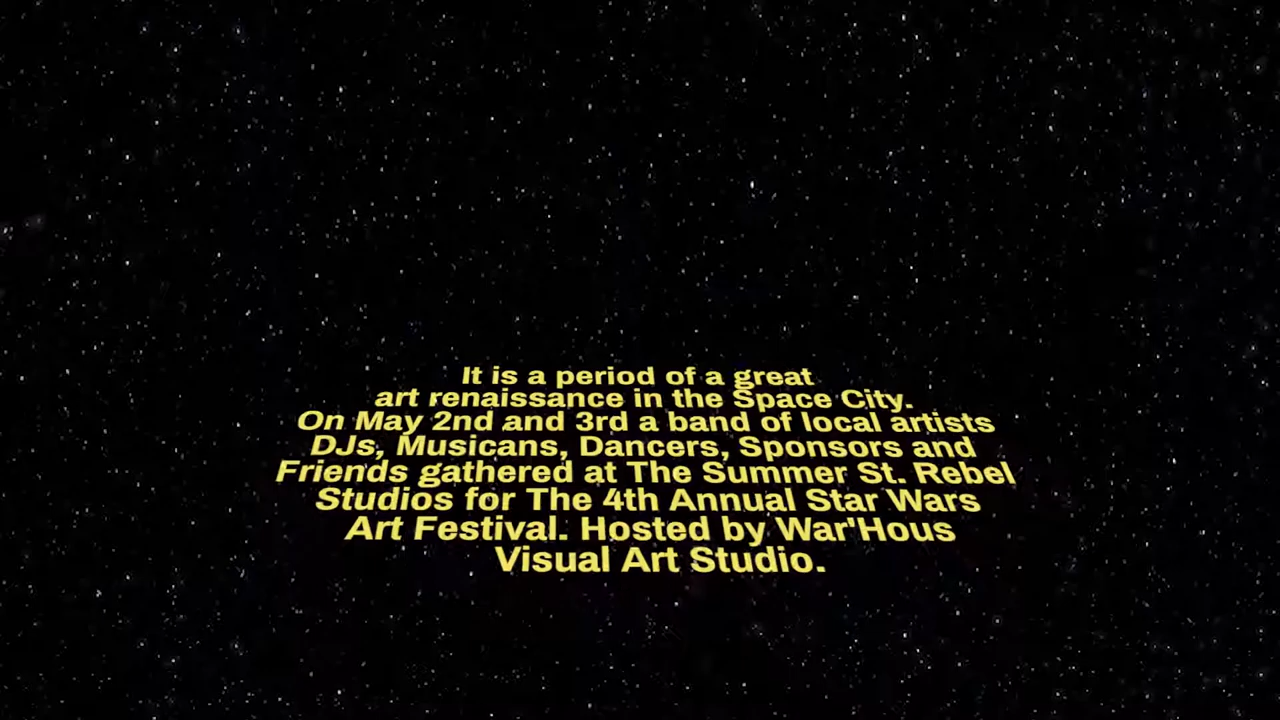 It is a period of a great
art renaissance in the Space City.
On May 2nd and 3rd a band of local artists
DJs, Musicans, Dancers, Sponsors and
Friends gathered at The Summer St. Rebel
Studios for The 4th Annual Star Wars
Art Festival. Hosted by War'Hous
Visual Art Studio.